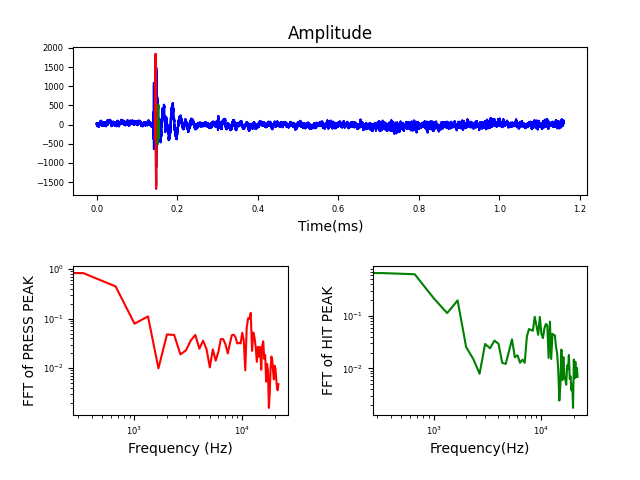 Amplitude
2000
1500
1000
500
0
−500
−1000
−1500
0.0 0.2 0.4 0.6 0.8 1.0 1.2
Time(ms)
FFT of PRESS PEAK
10⁰
10⁻¹
10⁻²
10³ 10⁴
Frequency (Hz)
FFT of HIT PEAK
10⁻¹
10⁻²
10³ 10⁴
Frequency(Hz)